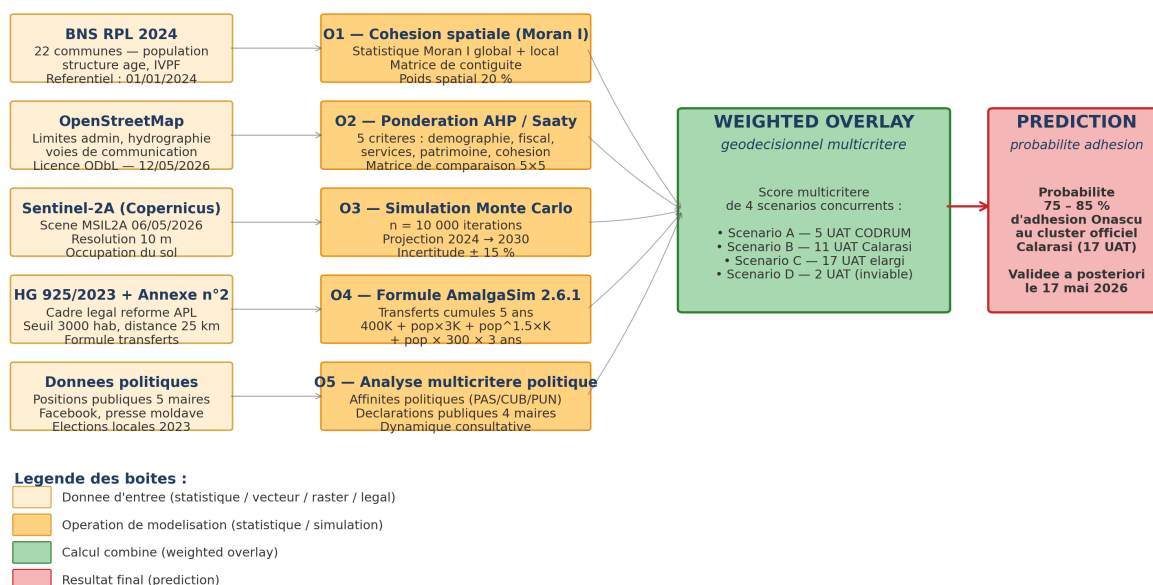 BNS RPL 2024
22 communes — population
structure age, IVPF
Referentiel : 01/01/2024
O1 — Cohesion spatiale (Moran I)
Statistique Moran I global + local
Matrice de contiguite
Poids spatial 20 %
OpenStreetMap
Limites admin, hydrographie
voies de communication
Licence ODbL — 12/05/2026
O2 — Ponderation AHP / Saaty
5 criteres : demographie, fiscal,
services, patrimoine, cohesion
Matrice de comparaison 5×5
Sentinel-2A (Copernicus)
Scene MSIL2A 06/05/2026
Resolution 10 m
Occupation du sol
O3 — Simulation Monte Carlo
n = 10 000 iterations
Projection 2024 → 2030
Incertitude ± 15 %
HG 925/2023 + Annexe n°2
Cadre legal reforme APL
Seuil 3000 hab, distance 25 km
Formule transferts
O4 — Formule AmalgaSim 2.6.1
Transferts cumules 5 ans
400K + pop×3K + pop^1.5×K
+ pop × 300 × 3 ans
Donnees politiques
Positions publiques 5 maires
Facebook, presse moldave
Elections locales 2023
O5 — Analyse multicritere politique
Affinites politiques (PAS/CUB/PUN)
Declarations publiques 4 maires
Dynamique consultative
WEIGHTED OVERLAY
geodecisionnel multicritere
Score multicritere
de 4 scenarios concurrents :
• Scenario A — 5 UAT CODRUM
• Scenario B — 11 UAT Calarasi
• Scenario C — 17 UAT elargi
• Scenario D — 2 UAT (inviable)
PREDICTION
probabilite adhesion
Probabilite
75 – 85 %
d'adhesion Onascu
au cluster officiel
Calarasi (17 UAT)
Validee a posteriori
le 17 mai 2026
Legende des boites :
Donnee d'entree (statistique / vecteur / raster / legal)
Operation de modelisation (statistique / simulation)
Calcul combine (weighted overlay)
Resultat final (prediction)